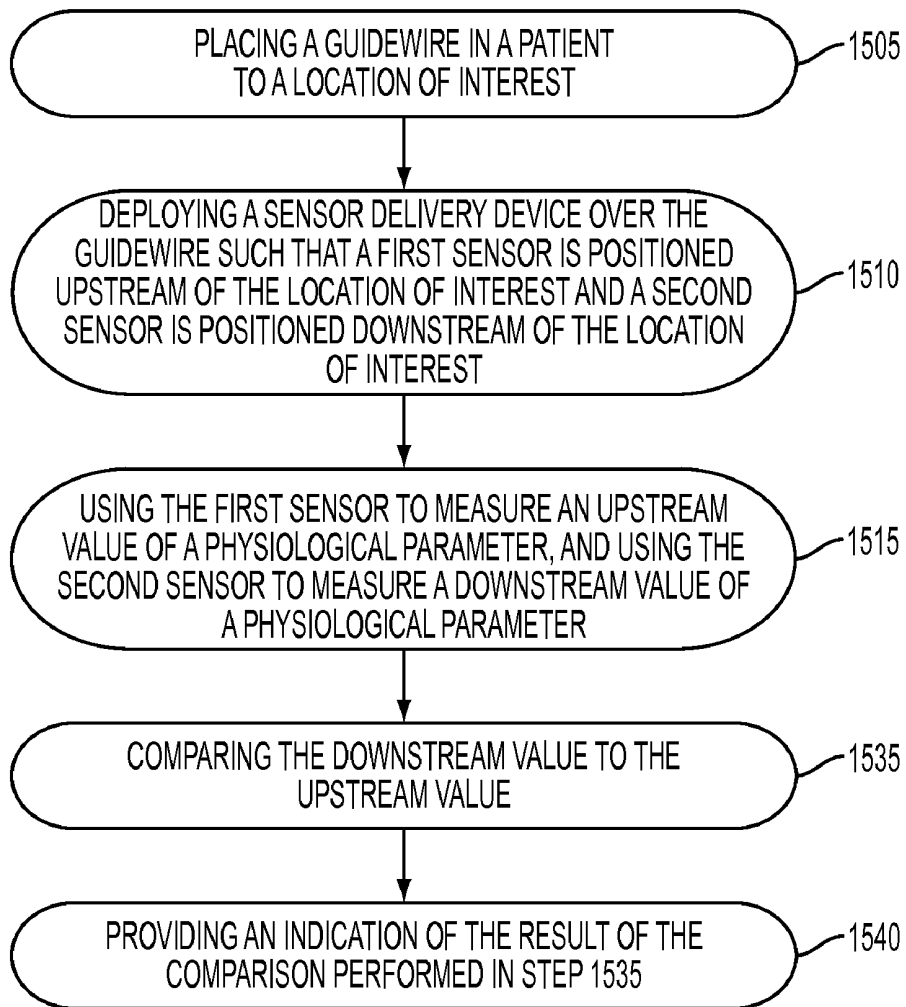 PLACING A GUIDEWIRE IN A PATIENT
TO A LOCATION OF INTEREST
1505
DEPLOYING A SENSOR DELIVERY DEVICE OVER THE
GUIDEWIRE SUCH THAT A FIRST SENSOR IS POSITIONED
UPSTREAM OF THE LOCATION OF INTEREST AND A SECOND
SENSOR IS POSITIONED DOWNSTREAM OF THE LOCATION
OF INTEREST
1510
USING THE FIRST SENSOR TO MEASURE AN UPSTREAM
VALUE OF A PHYSIOLOGICAL PARAMETER, AND USING THE
SECOND SENSOR TO MEASURE A DOWNSTREAM VALUE OF
A PHYSIOLOGICAL PARAMETER
1515
COMPARING THE DOWNSTREAM VALUE TO THE
UPSTREAM VALUE
1535
PROVIDING AN INDICATION OF THE RESULT OF THE
COMPARISON PERFORMED IN STEP 1535
1540